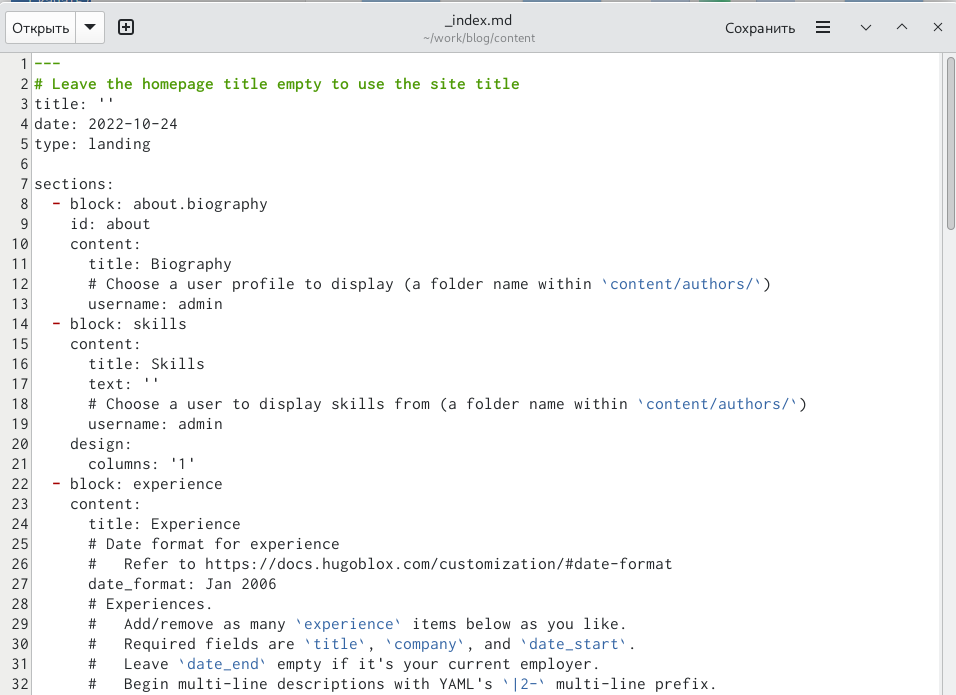 Открыть
_index.md
~/work/blog/content
Сохранить
1 ---
2 # Leave the homepage title empty to use the site title
3 title: ''
4 date: 2022-10-24
5 type: landing
6
7 sections:
8   - block: about.biography
9     id: about
10     content:
11       title: Biography
12       # Choose a user profile to display (a folder name within `content/authors/`)
13       username: admin
14   - block: skills
15     content:
16       title: Skills
17       text: ''
18       # Choose a user to display skills from (a folder name within `content/authors/`)
19       username: admin
20     design:
21       columns: '1'
22   - block: experience
23     content:
24       title: Experience
25       # Date format for experience
26       #   Refer to https://docs.hugoblox.com/customization/#date-format
27       date_format: Jan 2006
28       # Experiences.
29       #   Add/remove as many `experience` items below as you like.
30       #   Required fields are `title`, `company`, and `date_start`.
31       #   Leave `date_end` empty if it's your current employer.
32       #   Begin multi-line descriptions with YAML's `|2-` multi-line prefix.